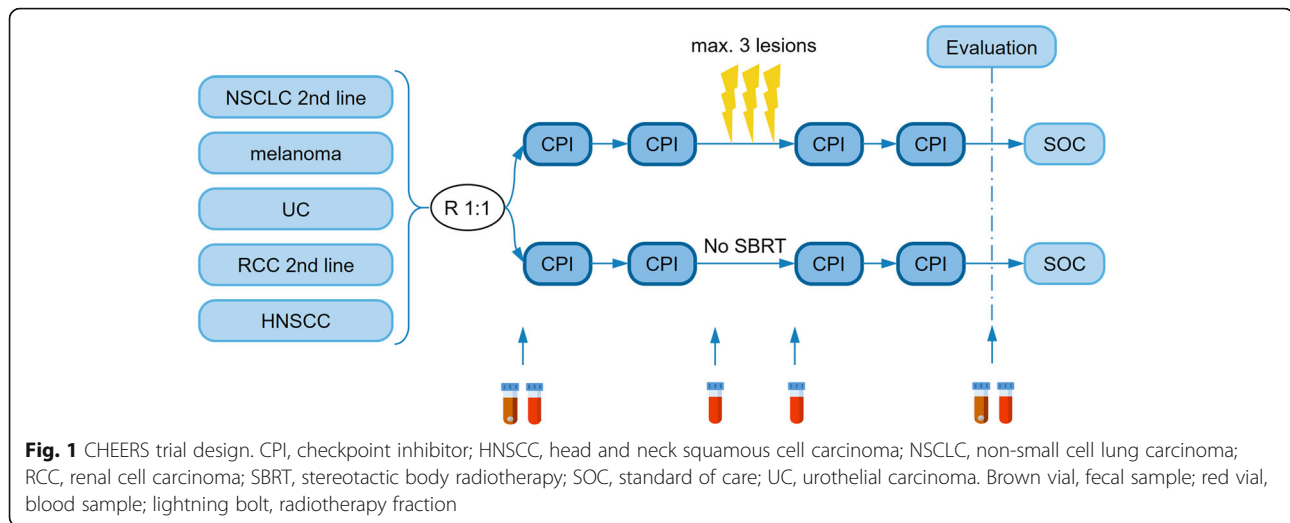 max. 3 lesions
Evaluation
NSCLC 2nd line
melanoma
UC
RCC 2nd line
HNSCC
R 1:1
CPI
CPI
CPI
CPI
SOC
No SBRT
CPI
CPI
CPI
CPI
SOC
Fig. 1 CHEERS trial design. CPI, checkpoint inhibitor; HNSCC, head and neck squamous cell carcinoma; NSCLC, non-small cell lung carcinoma;
RCC, renal cell carcinoma; SBRT, stereotactic body radiotherapy; SOC, standard of care; UC, urothelial carcinoma. Brown vial, fecal sample; red vial,
blood sample; lightning bolt, radiotherapy fraction